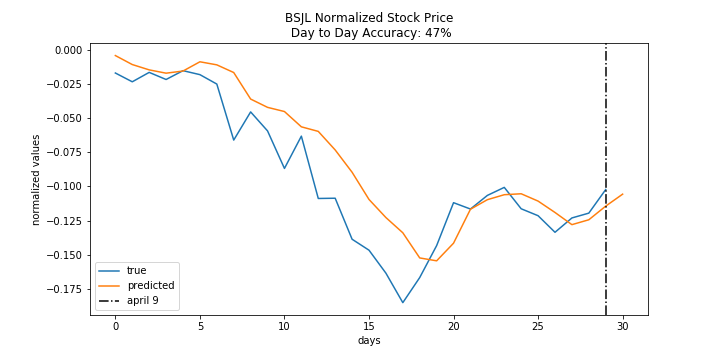 BSJL Normalized Stock Price
Day to Day Accuracy: 47%
normalized values
0.000
−0.025
−0.050
−0.075
−0.100
−0.125
−0.150
−0.175
true
predicted
april 9
0 5 10 15 20 25 30
days